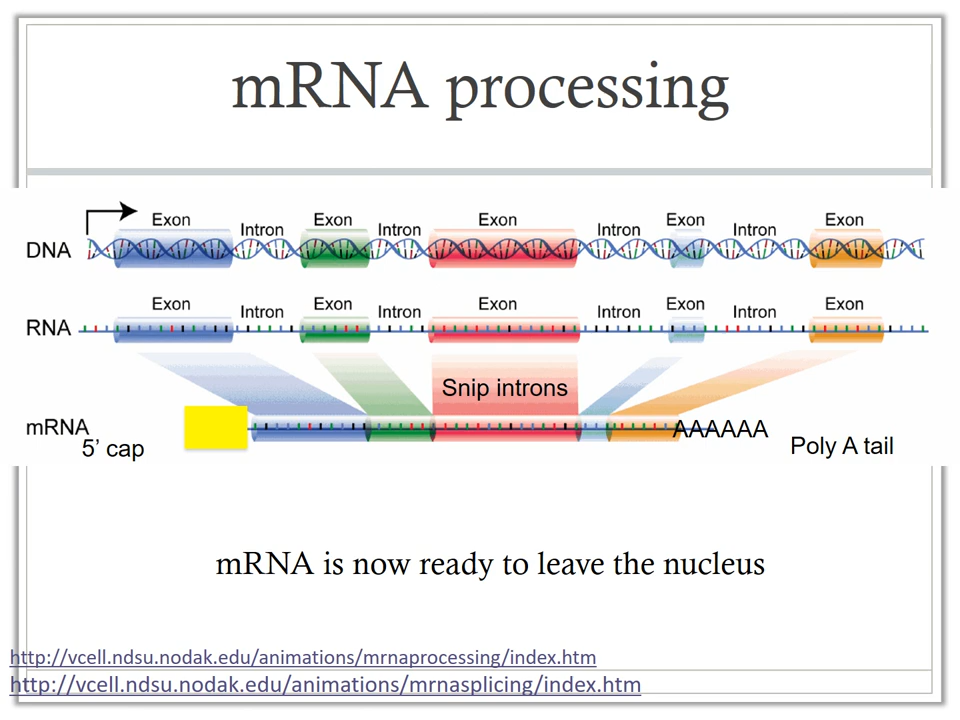 mRNA processing
Exon Intron Exon Intron Exon Intron Exon Intron Exon
DNA
Exon Intron Exon Intron Exon Intron Exon Intron Exon
RNA
Snip introns
mRNA
AAAAAA
5’ cap
Poly A tail
mRNA is now ready to leave the nucleus
http://vcell.ndsu.nodak.edu/animations/mrnaprocessing/index.htm
http://vcell.ndsu.nodak.edu/animations/mrnasplicing/index.htm